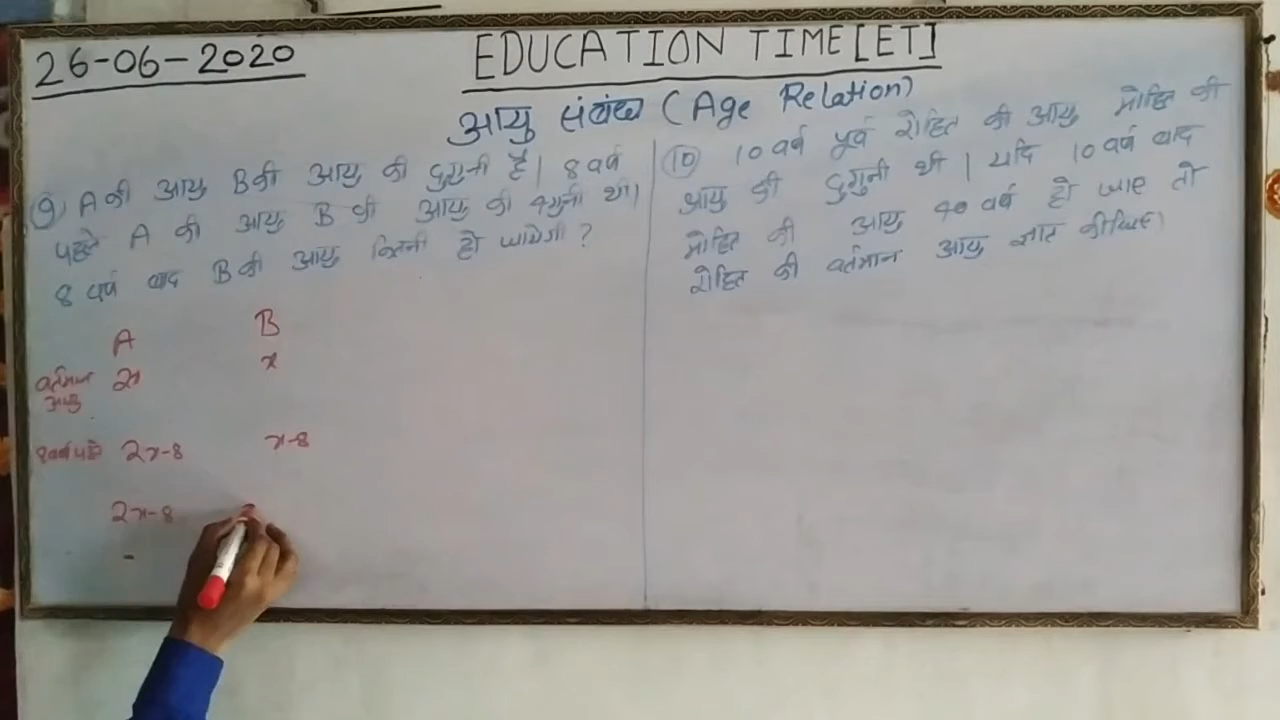 26-06-2020
EDUCATION TIME [ET]
आयु संबंध (Age Relation)
(9) A की आयु B की आयु की दुगुनी है। 8 वर्ष
पहले A की आयु B की आयु की 4 गुनी थी।
8 वर्ष बाद B की आयु कितनी हो जायेगी ?
A B
वर्तमान आयु 2x x
8 वर्ष पहले 2x-8 x-8
2x-8
(10) 10 वर्ष पूर्व रोहित की आयु मोहित की
आयु की दुगुनी थी। यदि 10 वर्ष बाद
मोहित की आयु 40 वर्ष हो जाए तो
रोहित की वर्तमान आयु ज्ञात कीजिए।